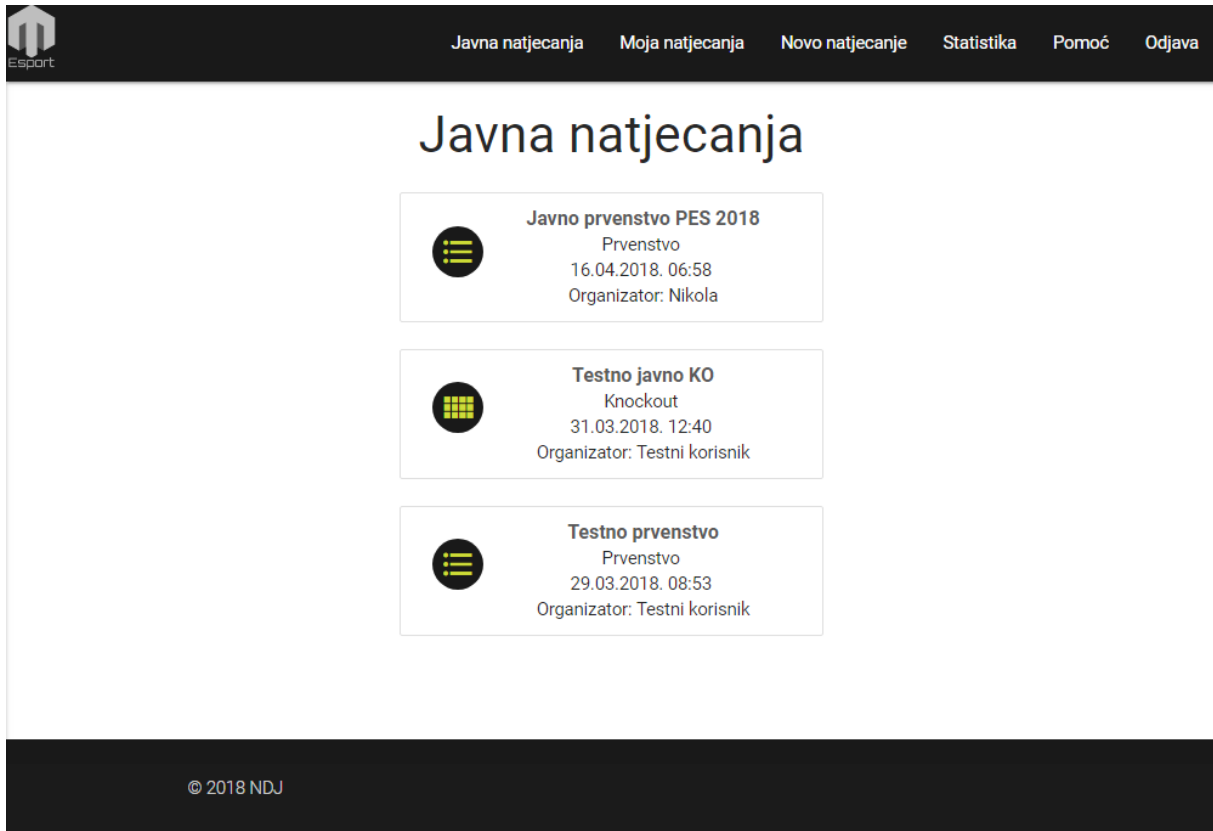 Esport
Javna natjecanja Moja natjecanja Novo natjecanje Statistika Pomoć Odjava
Javna natjecanja
Javno prvenstvo PES 2018
Prvenstvo
16.04.2018. 06:58
Organizator: Nikola
Testno javno KO
Knockout
31.03.2018. 12:40
Organizator: Testni korisnik
Testno prvenstvo
Prvenstvo
29.03.2018. 08:53
Organizator: Testni korisnik
© 2018 NDJ